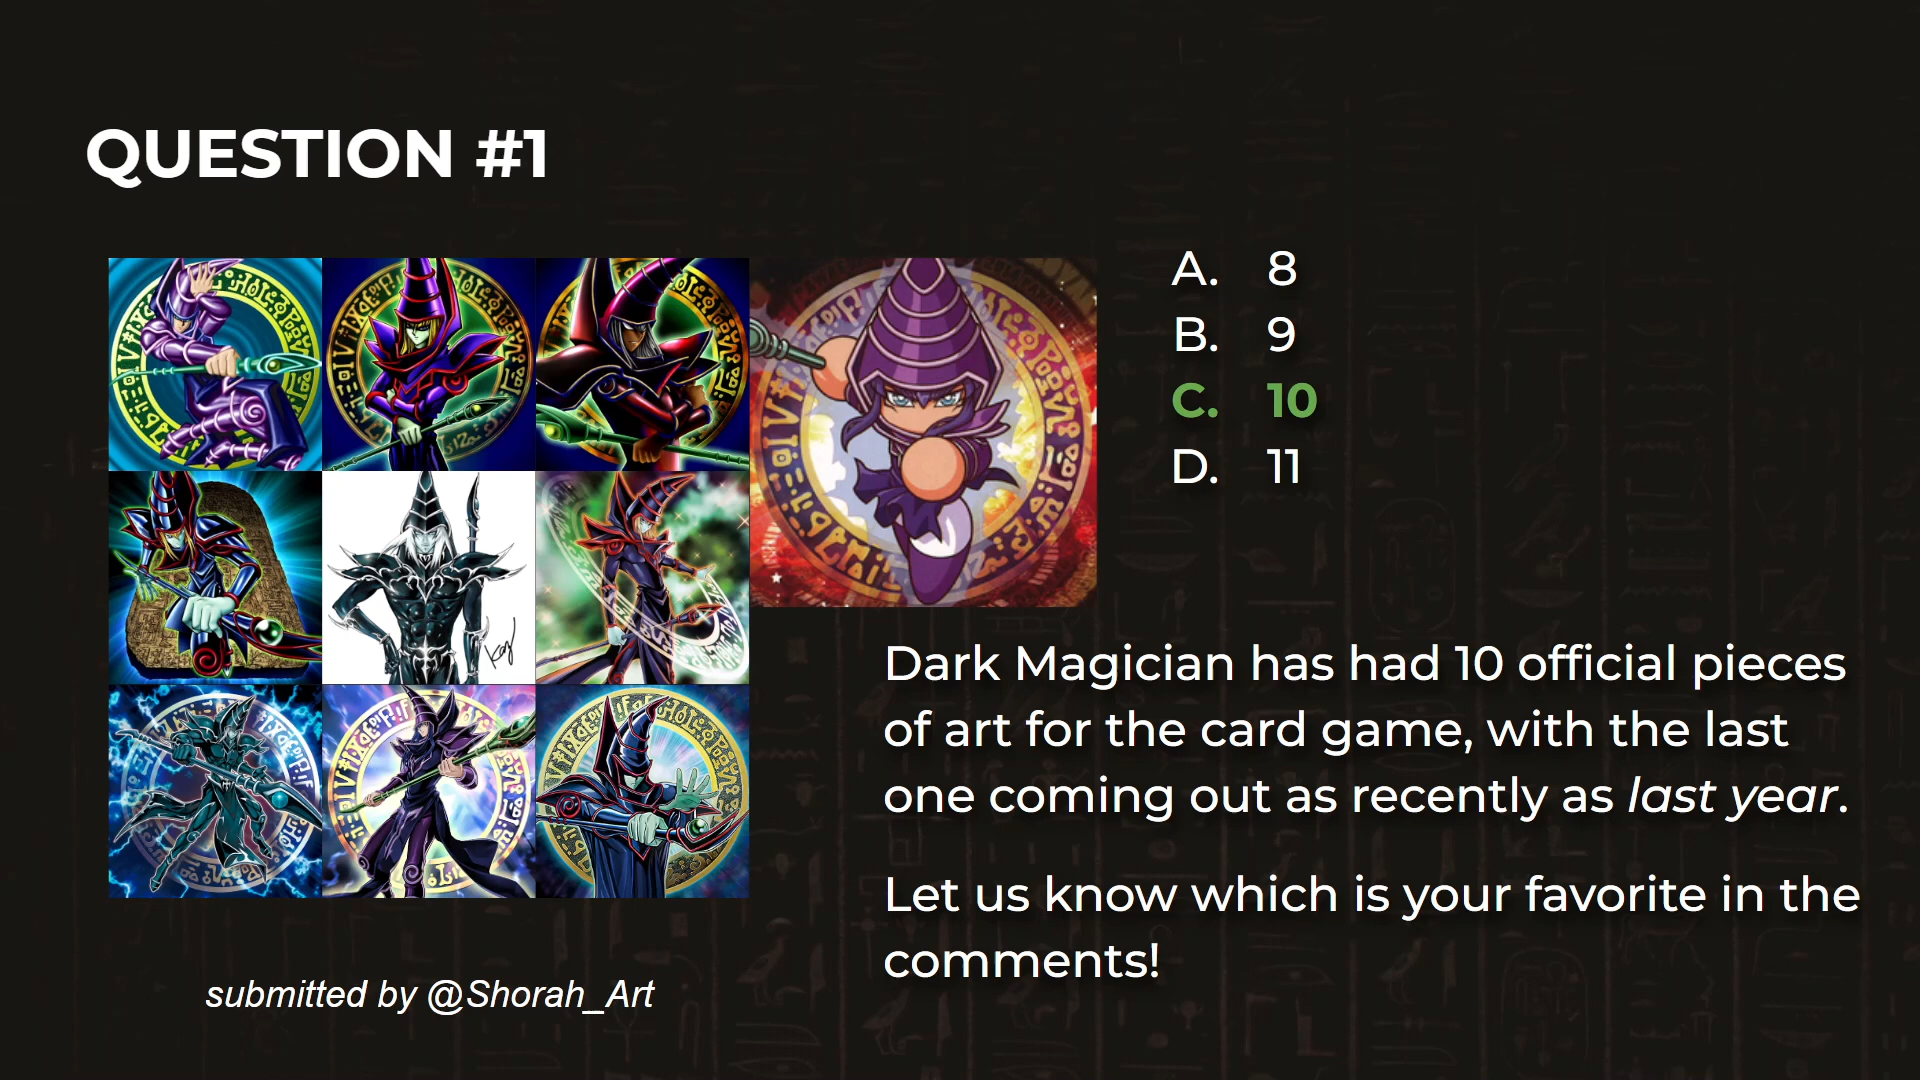 QUESTION #1
A. 8
B. 9
C. 10
D. 11
Dark Magician has had 10 official pieces
of art for the card game, with the last
one coming out as recently as last year.
Let us know which is your favorite in the
comments!
submitted by @Shorah_Art